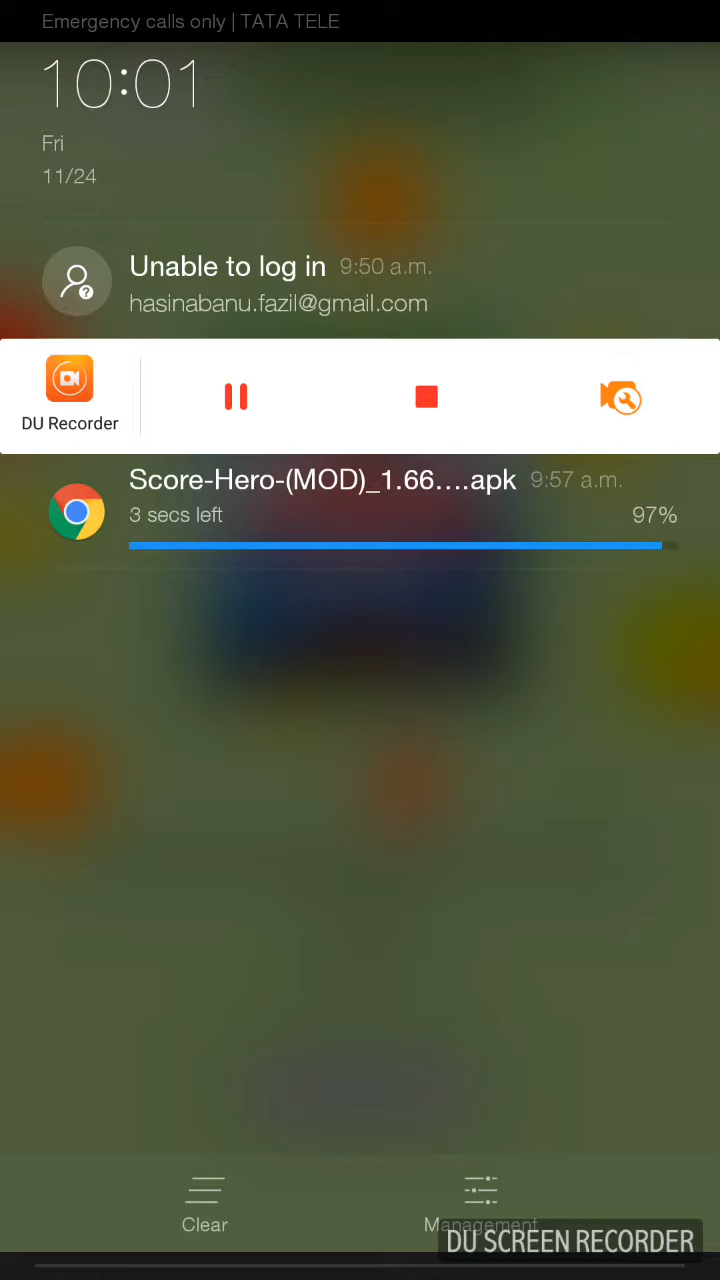 Emergency calls only | TATA TELE
10:01
Fri
11/24
Unable to log in 9:50 a.m.
hasinabanu.fazil@gmail.com
DU Recorder
Score-Hero-(MOD)_1.66....apk 9:57 a.m.
3 secs left 97%
Clear Management
DU SCREEN RECORDER